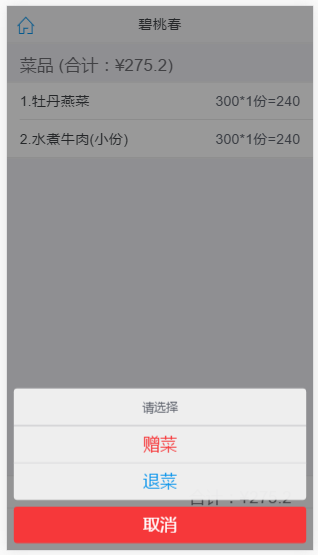 碧桃春
菜品 (合计：¥275.2)
1.牡丹燕菜 300*1份=240
2.水煮牛肉(小份) 300*1份=240
请选择
赠菜
退菜
合计：¥275.2
取消